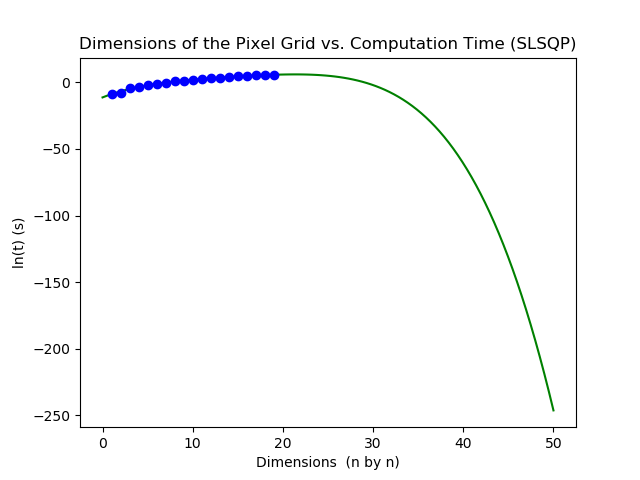 Dimensions of the Pixel Grid vs. Computation Time (SLSQP)
0
−50
−100
−150
−200
−250
ln(t) (s)
0 10 20 30 40 50
Dimensions  (n by n)